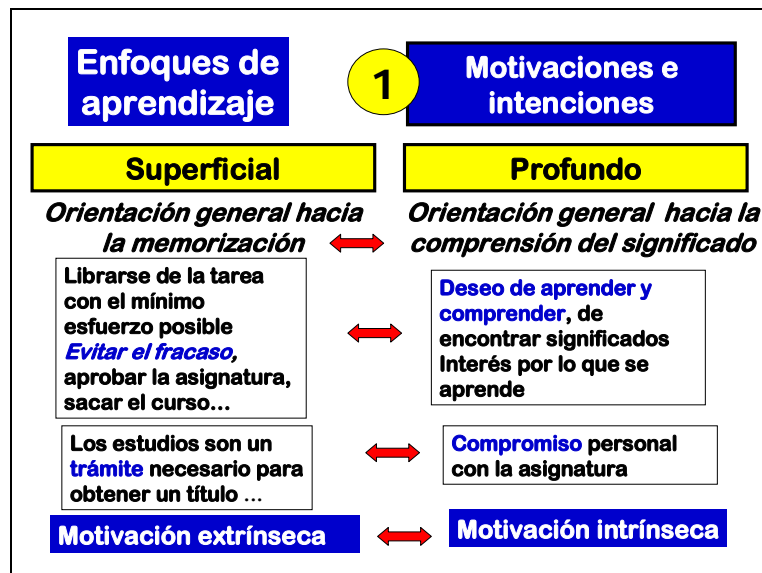 Enfoques de
aprendizaje
1
Motivaciones e
intenciones
Superficial
Profundo
Orientación general hacia
la memorización
Orientación general hacia la
comprensión del significado
Librarse de la tarea
con el mínimo
esfuerzo posible
Evitar el fracaso,
aprobar la asignatura,
sacar el curso...
Deseo de aprender y
comprender, de
encontrar significados
Interés por lo que se
aprende
Los estudios son un
trámite necesario para
obtener un título ...
Compromiso personal
con la asignatura
Motivación extrínseca
Motivación intrínseca